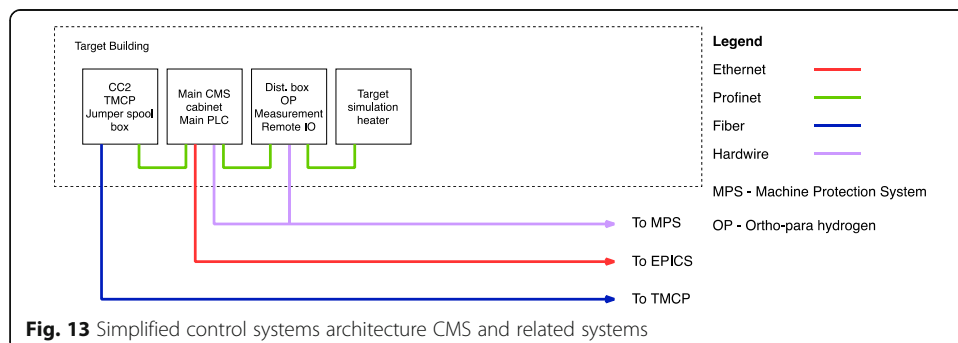 Target Building
CC2
TMCP
Jumper spool
box
Main CMS
cabinet
Main PLC
Dist. box
OP
Measurement
Remote IO
Target
simulation
heater
Legend
Ethernet
Profinet
Fiber
Hardwire
MPS - Machine Protection System
OP - Ortho-para hydrogen
To MPS
To EPICS
To TMCP
Fig. 13 Simplified control systems architecture CMS and related systems